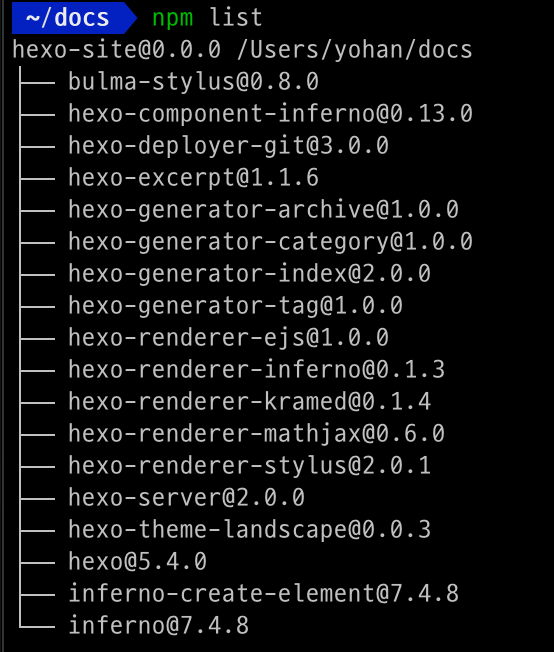 ~/docs npm list
hexo-site@0.0.0 /Users/yohan/docs
├── bulma-stylus@0.8.0
├── hexo-component-inferno@0.13.0
├── hexo-deployer-git@3.0.0
├── hexo-excerpt@1.1.6
├── hexo-generator-archive@1.0.0
├── hexo-generator-category@1.0.0
├── hexo-generator-index@2.0.0
├── hexo-generator-tag@1.0.0
├── hexo-renderer-ejs@1.0.0
├── hexo-renderer-inferno@0.1.3
├── hexo-renderer-kramed@0.1.4
├── hexo-renderer-mathjax@0.6.0
├── hexo-renderer-stylus@2.0.1
├── hexo-server@2.0.0
├── hexo-theme-landscape@0.0.3
├── hexo@5.4.0
├── inferno-create-element@7.4.8
└── inferno@7.4.8